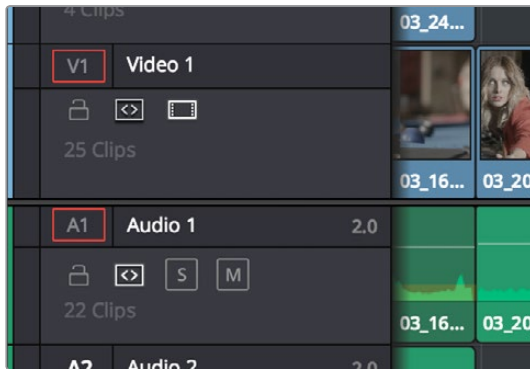 4 Clips
03_24...
V1 Video 1
25 Clips
03_16... 03_20
A1 Audio 1 2.0
S M
22 Clips
03_16... 03_20
A2 Audio 2 2.0